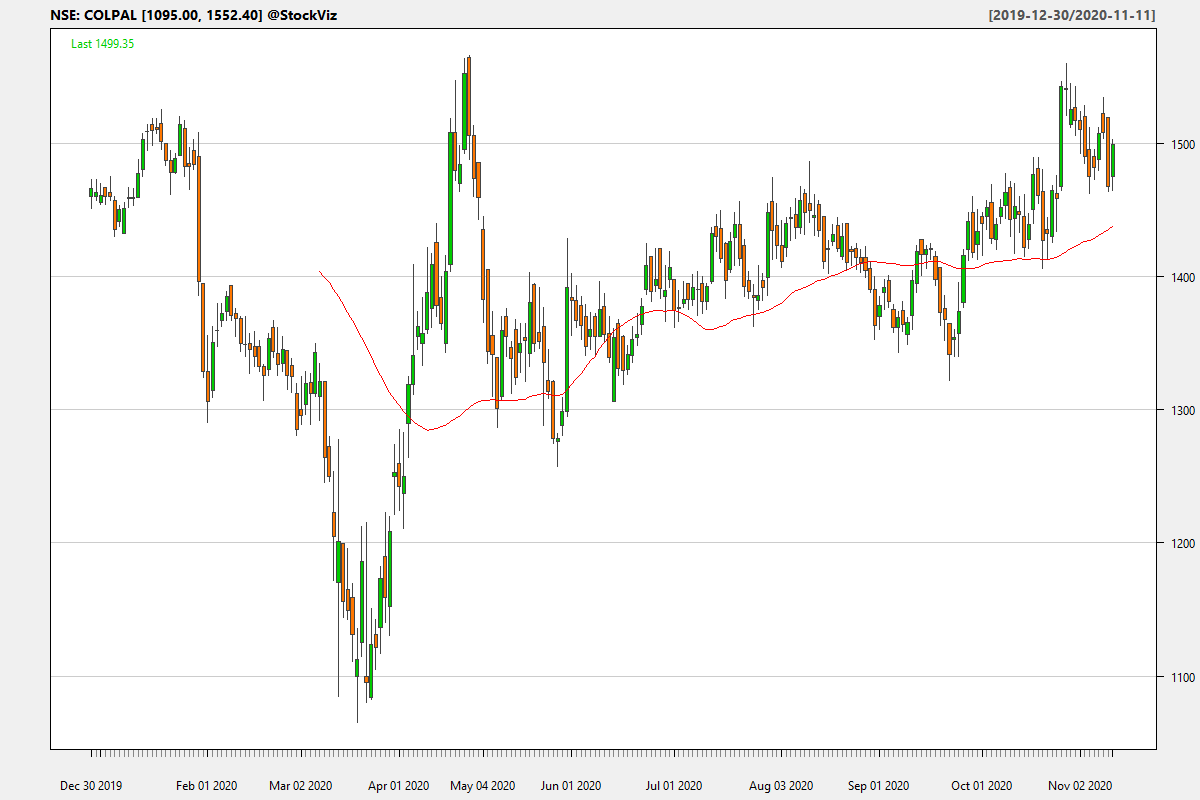 NSE: COLPAL [1095.00, 1552.40] @StockViz [2019-12-30/2020-11-11]
Last 1499.35
1500
1400
1300
1200
1100
Dec 30 2019 Feb 01 2020 Mar 02 2020 Apr 01 2020 May 04 2020 Jun 01 2020 Jul 01 2020 Aug 03 2020 Sep 01 2020 Oct 01 2020 Nov 02 2020